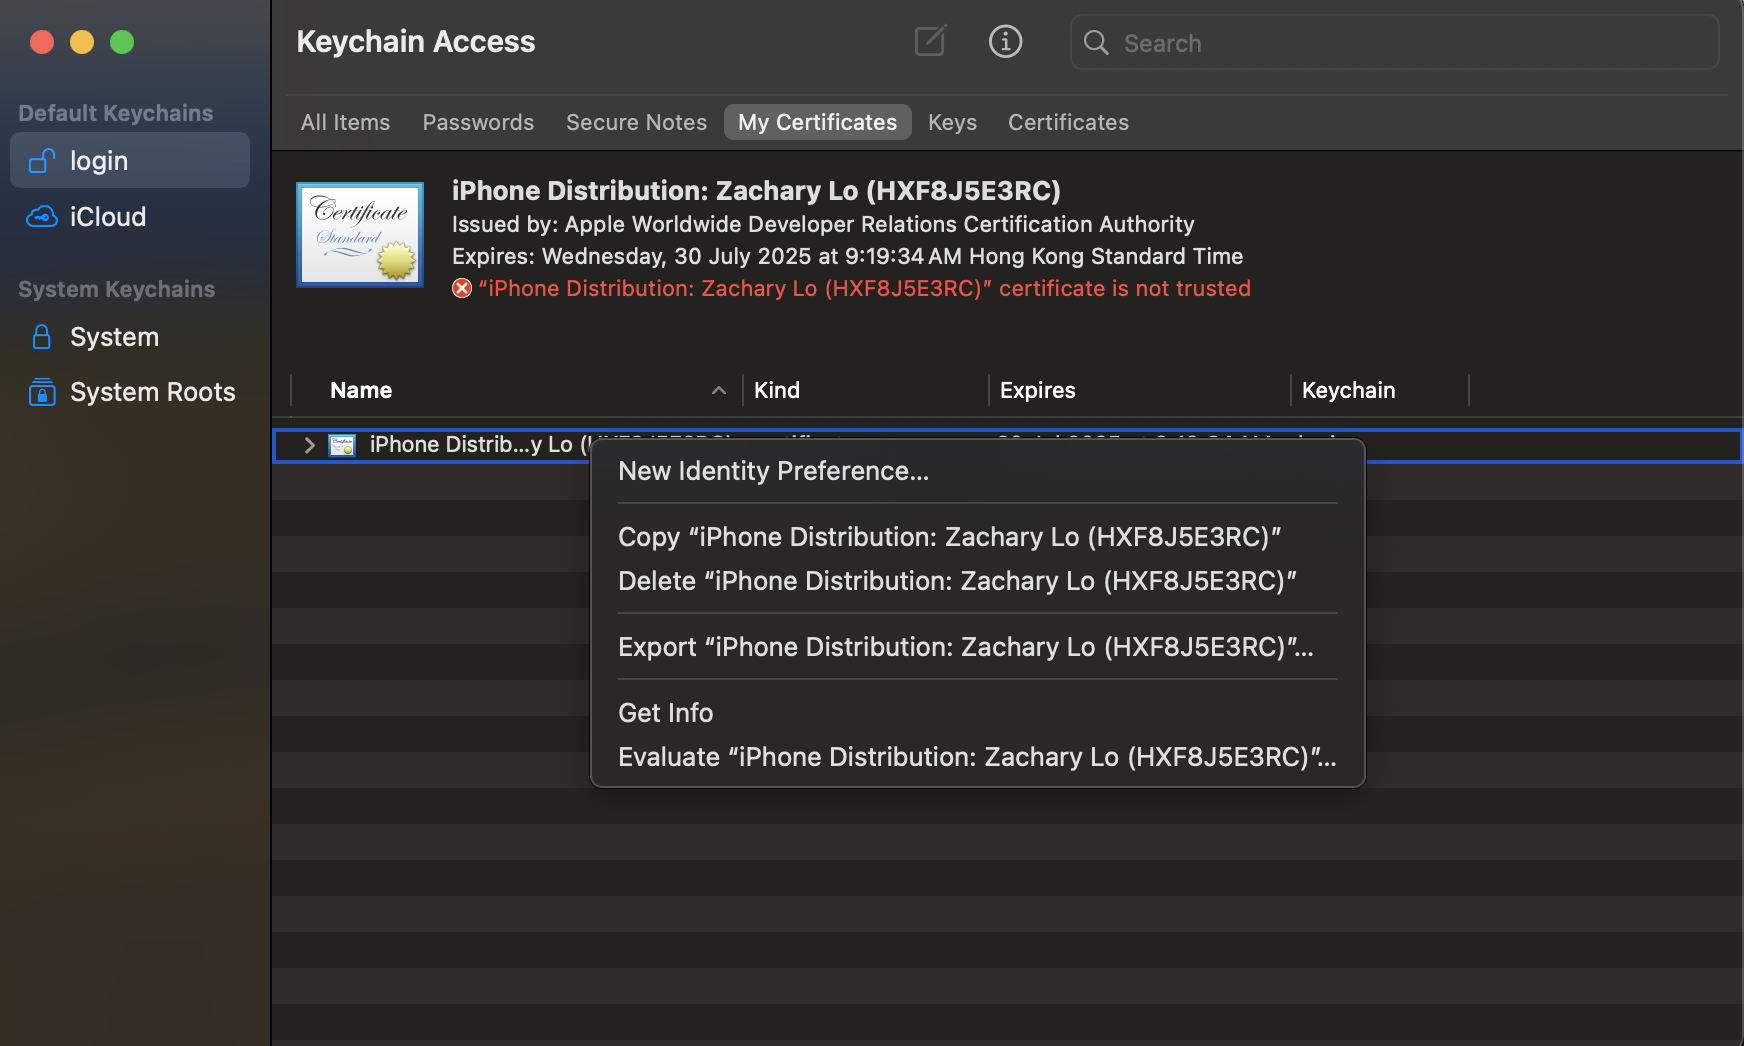 Keychain Access
Search
Default Keychains
login
iCloud
System Keychains
System
System Roots
All Items
Passwords
Secure Notes
My Certificates
Keys
Certificates
Certificate
Standard
iPhone Distribution: Zachary Lo (HXF8J5E3RC)
Issued by: Apple Worldwide Developer Relations Certification Authority
Expires: Wednesday, 30 July 2025 at 9:19:34 AM Hong Kong Standard Time
“iPhone Distribution: Zachary Lo (HXF8J5E3RC)” certificate is not trusted
Name
Kind
Expires
Keychain
iPhone Distrib...y Lo (
New Identity Preference...
Copy “iPhone Distribution: Zachary Lo (HXF8J5E3RC)”
Delete “iPhone Distribution: Zachary Lo (HXF8J5E3RC)”
Export “iPhone Distribution: Zachary Lo (HXF8J5E3RC)”...
Get Info
Evaluate “iPhone Distribution: Zachary Lo (HXF8J5E3RC)”...